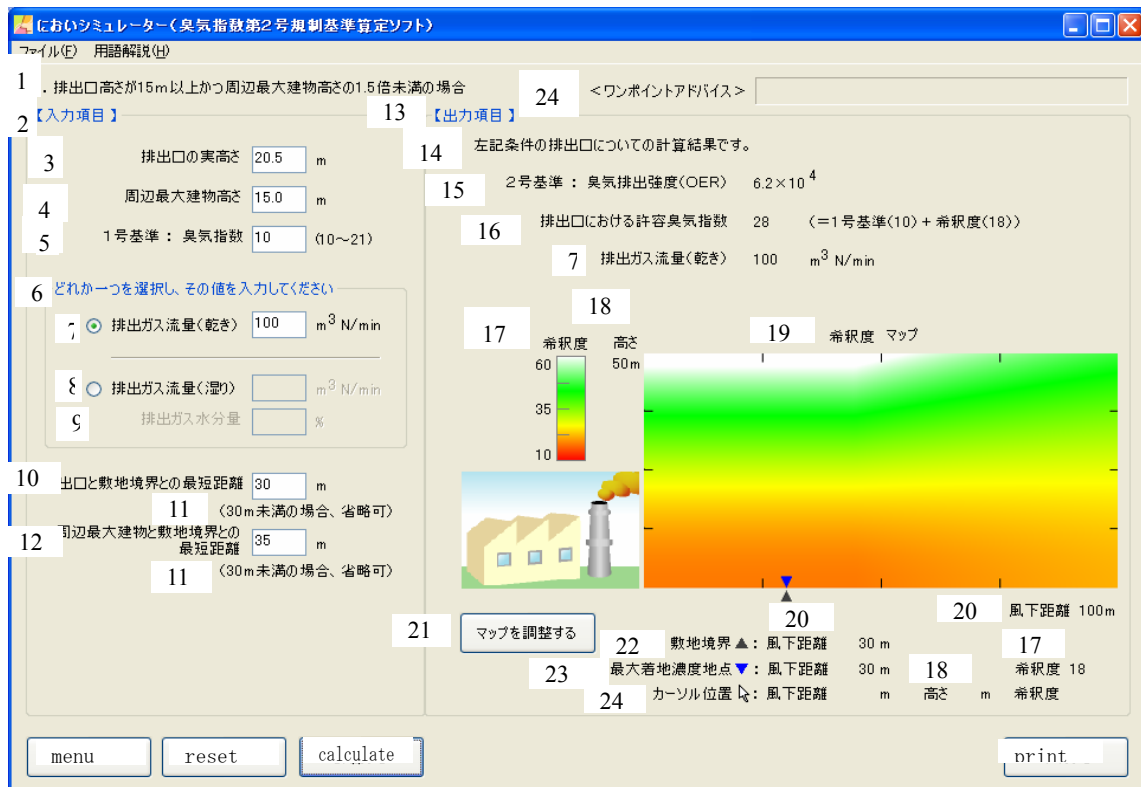 においシミュレーター(臭気指数第2号規制基準算定ソフト)
ファイル(F) 用語解説(H)
1 . 排出口高さが15m以上かつ周辺最大建物高さの1.5倍未満の場合
24 <ワンポイントアドバイス>
2 【入力項目】
3 排出口の実高さ 20.5 m
4 周辺最大建物高さ 15.0 m
5 1号基準: 臭気指数 10 (10~21)
6 どれか一つを選択し、その値を入力してください
7 排出ガス流量(乾き) 100 m³ N/min
8 排出ガス流量(湿り) m³ N/min
9 排出ガス水分量 %
10 出口と敷地境界との最短距離 30 m
11 (30m未満の場合、省略可)
12 周辺最大建物と敷地境界との
最短距離 35 m
11 (30m未満の場合、省略可)
13 【出力項目】
14 左記条件の排出口についての計算結果です。
15 2号基準: 臭気排出強度(OER) 6.2×10⁴
16 排出口における許容臭気指数 28 (=1号基準(10)+希釈度(18))
7 排出ガス流量(乾き) 100 m³ N/min
17 18 19 希釈度 マップ
希釈度 高さ
60 50m
35
10
20 20 風下距離 100m
21 マップを調整する
22 敷地境界▲: 風下距離 30 m 17
23 最大着地濃度地点▼: 風下距離 30 m 18 希釈度 18
24 カーソル位置 : 風下距離 m 高さ m 希釈度
menu reset calculate print